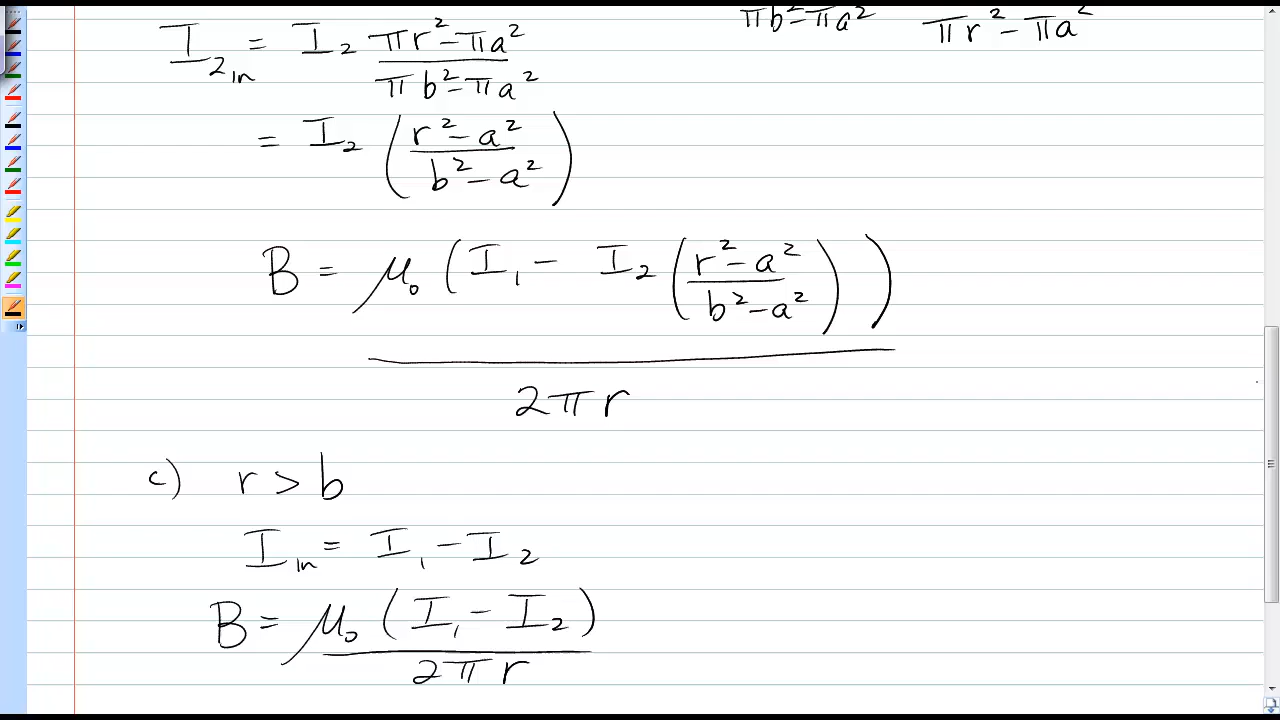 I₂ᵢₙ = I₂ (πr² − πa²)/(πb² − πa²)
πb² − πa²   πr² − πa²
= I₂ ((r² − a²)/(b² − a²))
B = μ₀ (I₁ − I₂ ((r² − a²)/(b² − a²))) / 2πr
c) r > b
Iᵢₙ = I₁ − I₂
B = μ₀ (I₁ − I₂) / 2πr